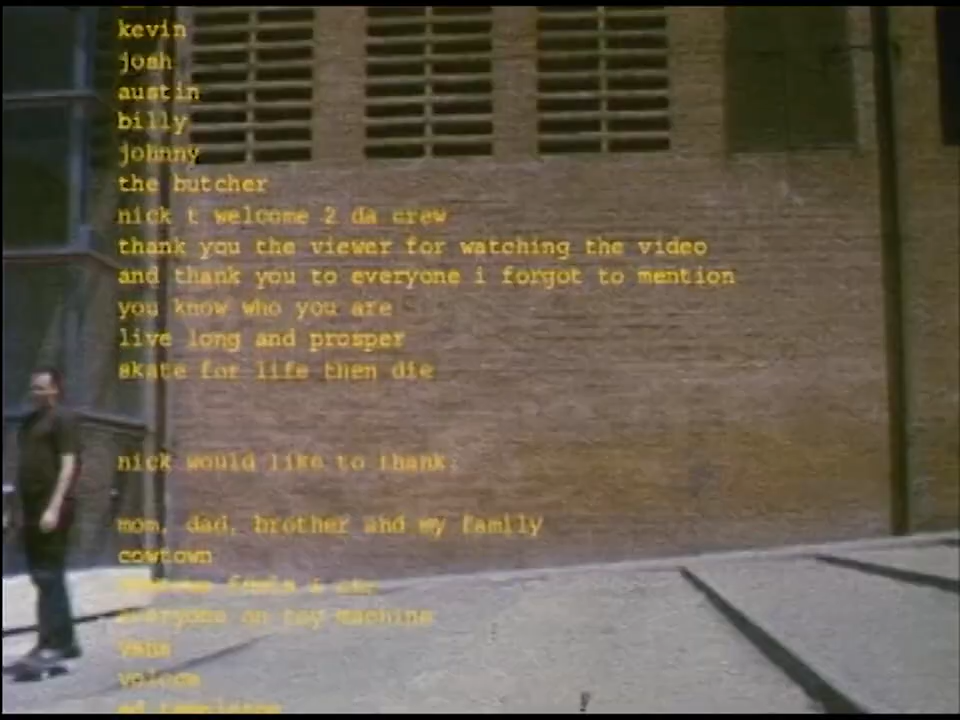 kevin
josh
austin
billy
johnny
the butcher
nick t welcome 2 da crew
thank you the viewer for watching the video
and thank you to everyone i forgot to mention
you know who you are
live long and prosper
skate for life then die
nick would like to thank:
mom, dad, brother and my family
cowtown
everyone on toy machine
vans
volcom
ed templeton